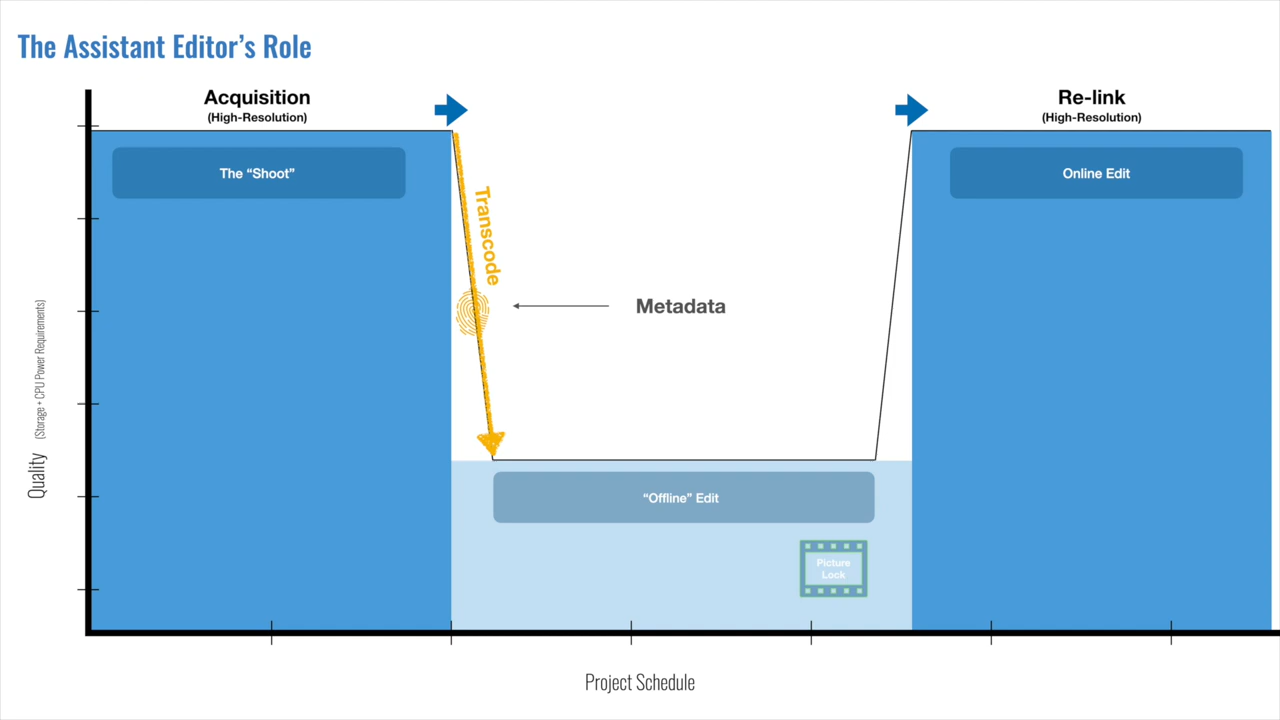 The Assistant Editor’s Role
Acquisition
(High-Resolution)
Re-link
(High-Resolution)
The “Shoot”
Online Edit
Transcode
Metadata
“Offline” Edit
Picture
Lock
Quality (Storage + CPU Power Requirements)
Project Schedule